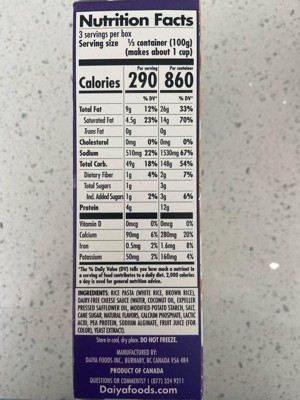 Nutrition Facts
3 servings per box
Serving size ⅓ container (100g)
(makes about 1 cup)
Per serving Per container
Calories 290 860
% DV* % DV*
Total Fat 9g 12% 26g 33%
Saturated Fat 4.5g 23% 14g 70%
Trans Fat 0g 0g
Cholesterol 0mg 0% 0mg 0%
Sodium 510mg 22% 1530mg 67%
Total Carb. 49g 18% 148g 54%
Dietary Fiber 1g 4% 2g 7%
Total Sugars 1g 3g
Incl. Added Sugars 1g 2% 3g 6%
Protein 4g 12g
Vitamin D 0mcg 0% 0mcg 0%
Calcium 90mg 6% 280mg 20%
Iron 0.5mg 2% 1.6mg 8%
Potassium 50mg 2% 160mg 4%
*The % Daily Value (DV) tells you how much a nutrient in
a serving of food contributes to a daily diet. 2,000 calories
a day is used for general nutrition advice.
INGREDIENTS: RICE PASTA (WHITE RICE, BROWN RICE),
DAIRY-FREE CHEESE SAUCE (WATER, COCONUT OIL, EXPELLER
PRESSED SAFFLOWER OIL, MODIFIED POTATO STARCH, SALT,
CANE SUGAR, NATURAL FLAVORS, CALCIUM PHOSPHATE, LACTIC
ACID, PEA PROTEIN, SODIUM ALGINATE, FRUIT JUICE (FOR
COLOR), YEAST EXTRACT).
Store in cool, dry place. DO NOT FREEZE.
MANUFACTURED BY:
DAIYA FOODS INC., BURNABY, BC CANADA V5A 4R4
PRODUCT OF CANADA
QUESTIONS OR COMMENTS? 1 (877) 324 9211
DaiyaFoods.com